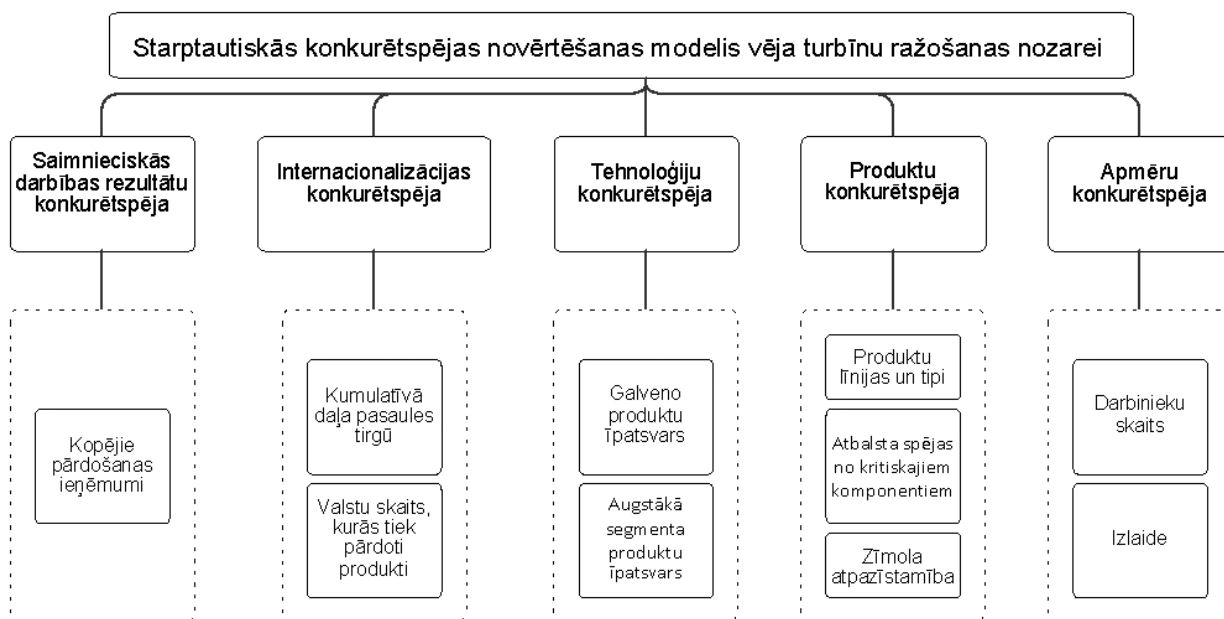 Starptautiskās konkurētspējas novērtēšanas modelis vēja turbīnu ražošanas nozarei
Saimnieciskās
darbības rezultātu
konkurētspēja
Internacionalizācijas
konkurētspēja
Tehnoloģiju
konkurētspēja
Produktu
konkurētspēja
Apmēru
konkurētspēja
Kopējie
pārdošanas
ieņēmumi
Kumulatīvā
daļa pasaules
tirgū
Valstu skaits,
kurās tiek
pārdoti
produkti
Galveno
produktu
īpatsvars
Augstākā
segmenta
produktu
īpatsvars
Produktu
līnijas un tipi
Atbalsta spējas
no kritiskajiem
komponentiem
Zīmola
atpazīstamība
Darbinieku
skaits
Izlaide